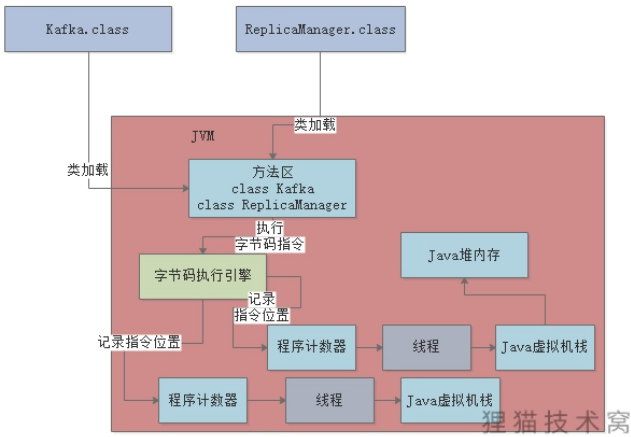 Kafka.class
ReplicaManager.class
JVM
类加载
类加载
方法区
class Kafka
class ReplicaManager
执行
字节码指令
Java堆内存
字节码执行引擎
记录
指令位置
记录指令位置
程序计数器
线程
Java虚拟机栈
程序计数器
线程
Java虚拟机栈
狸猫技术窝